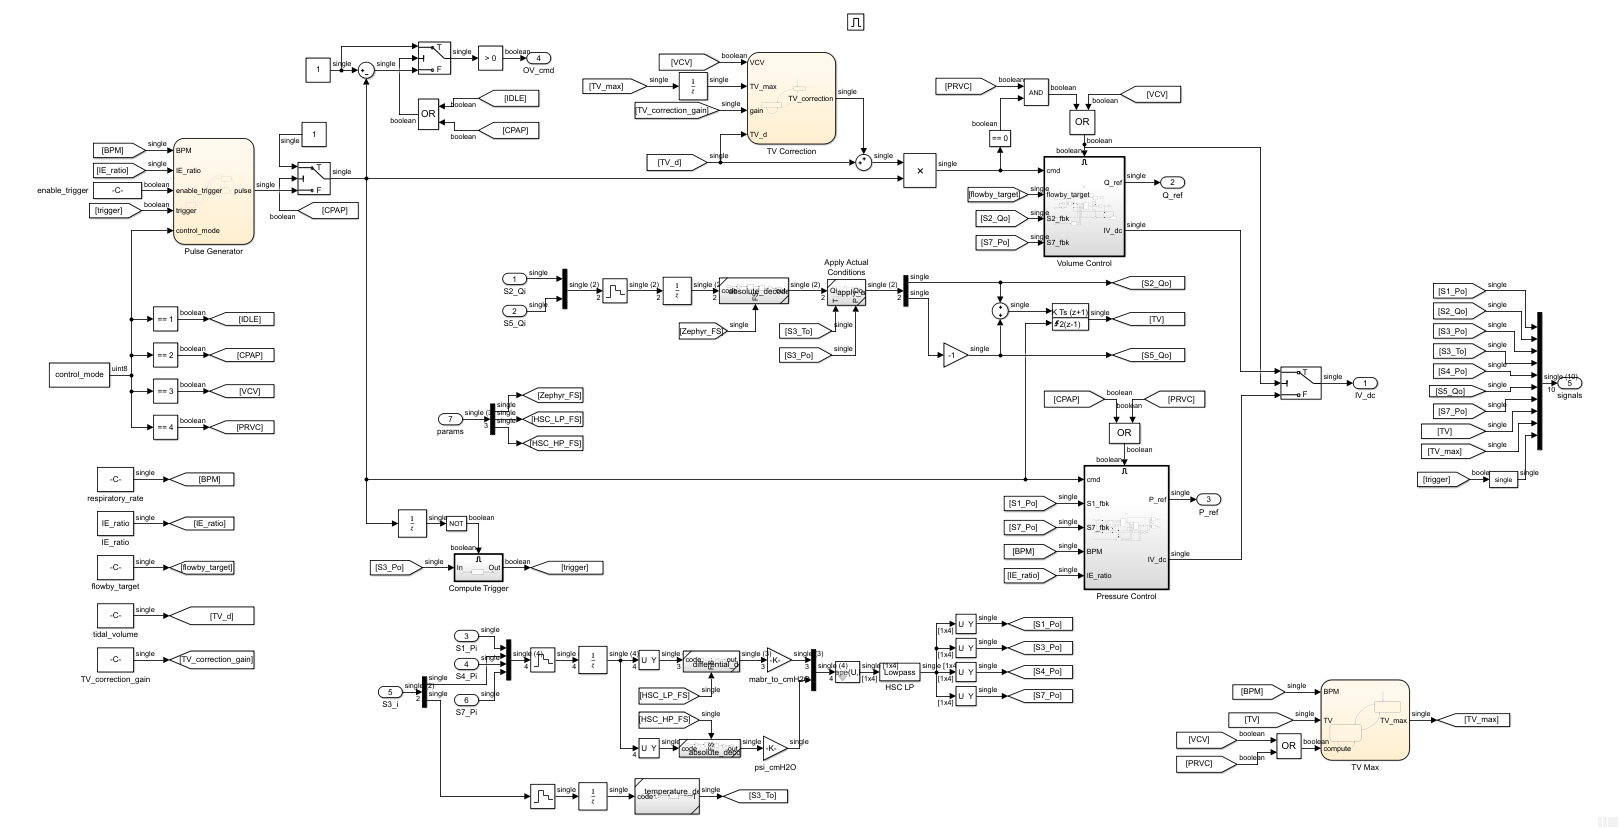 1
single
single
T
F
single
> 0
boolean
4
OV_cmd
OR
boolean
boolean
[IDLE]
boolean
[CPAP]
1
single
T
F
single
boolean
[CPAP]
[BPM]
single
[IE_ratio]
single
enable_trigger
-C-
boolean
[trigger]
boolean
BPM
IE_ratio
enable_trigger
trigger
control_mode
pulse
single
Pulse Generator
[VCV]
boolean
[TV_max]
single
single
[TV_correction_gain]
single
VCV
TV_max
gain
TV_d
TV_correction
single
TV Correction
[TV_d]
single
single
×
single
[PRVC]
boolean
AND
boolean
[VCV]
boolean
OR
boolean
== 0
boolean
boolean
cmd
flowby_target
S2_fbk
S7_fbk
Q_ref
IV_dc
Volume Control
[flowby_target]
single
[S2_Qo]
single
[S7_Po]
single
single
2
Q_ref
single
1
S2_Qi
single
2
S5_Qi
single
single (2)
2
single (2)
2
single (2)
2
absolute_decode
single (2)
2
[Zephyr_FS]
single
Apply Actual
Conditions
Qi
Qo
T
P
single (2)
2
[S3_To]
single
[S3_Po]
single
single
single
[S2_Qo]
-1
single
single
K Ts (z+1)
2(z-1)
single
[TV]
[S5_Qo]
control_mode
uint8
== 1
boolean
[IDLE]
== 2
boolean
[CPAP]
== 3
boolean
[VCV]
== 4
boolean
[PRVC]
7
params
3
single
single
single
[Zephyr_FS]
[HSC_LP_FS]
[HSC_HP_FS]
[CPAP]
boolean
[PRVC]
boolean
OR
boolean
boolean
cmd
S1_fbk
S7_fbk
BPM
IE_ratio
P_ref
IV_dc
Pressure Control
[S1_Po]
single
[S7_Po]
single
[BPM]
single
[IE_ratio]
single
single
3
P_ref
single
T
F
single
1
IV_dc
[S1_Po]
single
[S2_Qo]
single
[S3_Po]
single
[S3_To]
single
[S4_Po]
single
[S5_Qo]
single
[S7_Po]
single
[TV]
single
[TV_max]
single
[trigger]
single
single
single (10)
10
5
signals
-C-
single
[BPM]
respiratory_rate
IE_ratio
single
[IE_ratio]
IE_ratio
-C-
single
[flowby_target]
flowby_target
-C-
single
[TV_d]
tidal_volume
-C-
single
[TV_correction_gain]
TV_correction_gain
single
NOT
boolean
boolean
[S3_Po]
single
In
Out
boolean
[trigger]
Compute Trigger
3
S1_Pi
single
4
S4_Pi
single
6
S7_Pi
single
5
S3_i
2
single
single
single (4)
4
single (4)
4
single (4)
4
U Y
single
3
code
out
single (3)
3
-K-
mabr_to_cmH2O
single (3)
3
[HSC_LP_FS]
single
[HSC_HP_FS]
single
4
U Y
single
code
out
single
-K-
psi_cmH2O
single
single (4)
4
single [1x4]
[1x4]
Lowpass
HSC LP
single
[1x4]
U Y
single
[S1_Po]
[1x4]
U Y
single
[S3_Po]
[1x4]
U Y
single
[S4_Po]
[1x4]
U Y
single
[S7_Po]
single
single
code
T
single
[S3_To]
[BPM]
single
[TV]
single
[VCV]
boolean
[PRVC]
boolean
OR
boolean
BPM
TV
compute
TV_max
single
[TV_max]
TV Max